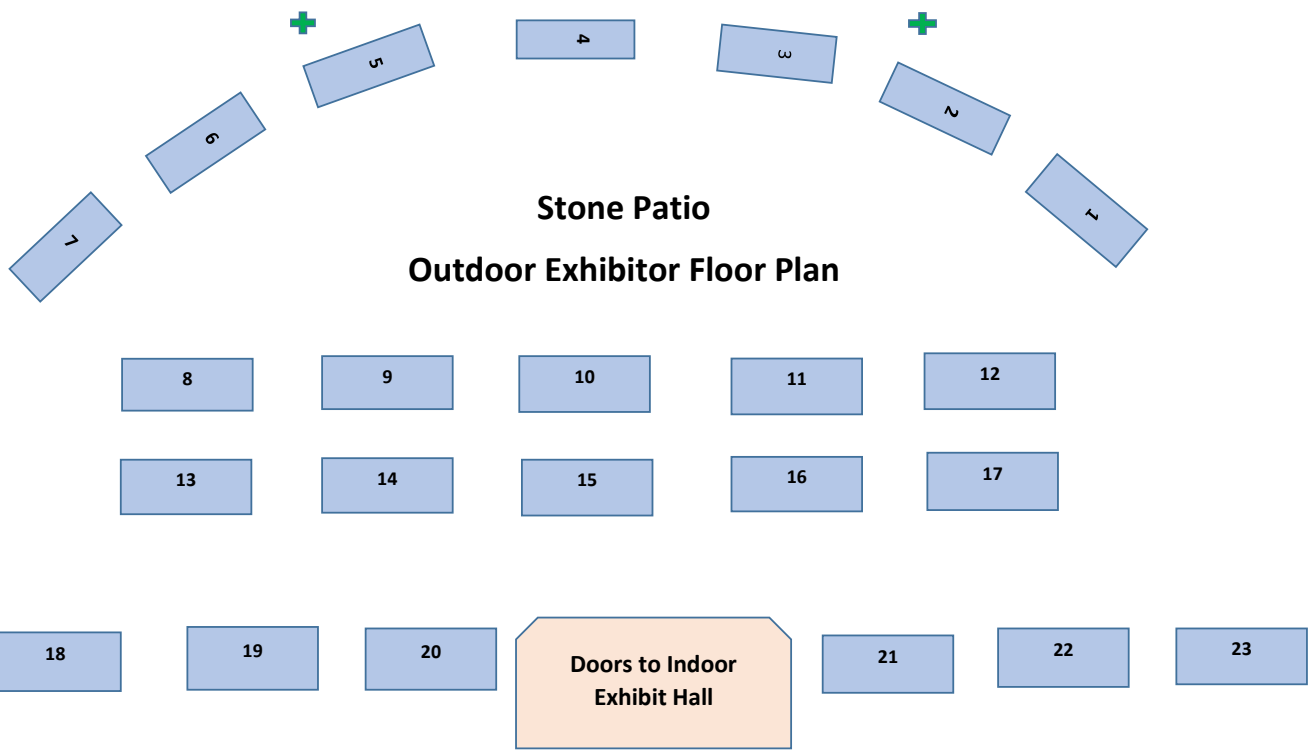 4
3
5
2
6
1
7
Stone Patio
Outdoor Exhibitor Floor Plan
8 9 10 11 12
13 14 15 16 17
18 19 20 21 22 23
Doors to Indoor
Exhibit Hall